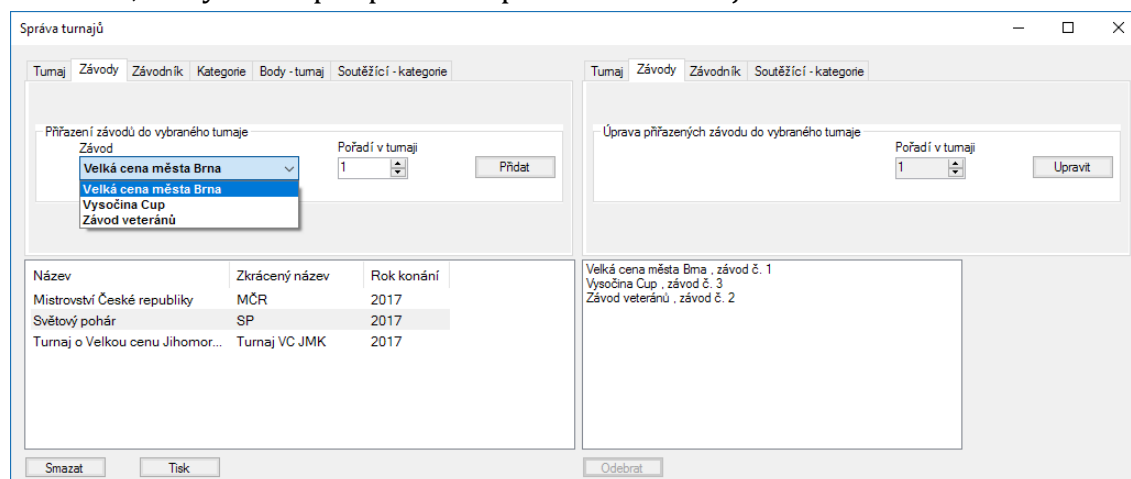 Správa turnajů
Turnaj Závody Závodník Kategorie Body - turnaj Soutěžící - kategorie
Přiřazení závodů do vybraného turnaje
Závod
Pořadí v turnaji
Velká cena města Brna
1
Přidat
Velká cena města Brna
Vysočina Cup
Závod veteránů
Turnaj Závody Závodník Soutěžící - kategorie
Úprava přiřazených závodu do vybraného turnaje
Pořadí v turnaji
1
Upravit
Název Zkrácený název Rok konání
Mistrovství České republiky MČR 2017
Světový pohár SP 2017
Turnaj o Velkou cenu Jihomor... Turnaj VC JMK 2017
Velká cena města Brna , závod č. 1
Vysočina Cup , závod č. 3
Závod veteránů , závod č. 2
Smazat Tisk
Odebrat